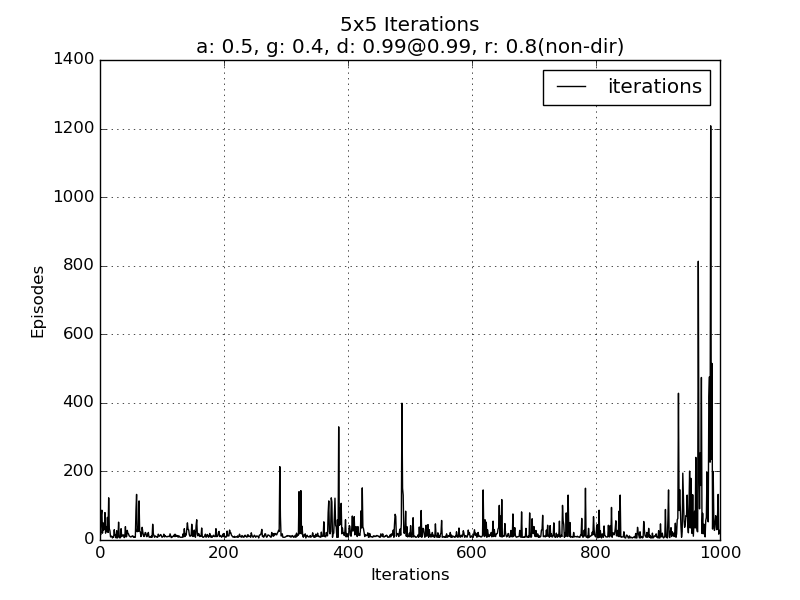 5x5 Iterations
a: 0.5, g: 0.4, d: 0.99@0.99, r: 0.8(non-dir)
1400
1200
1000
800
600
400
200
0
Episodes
iterations
0 200 400 600 800 1000
Iterations